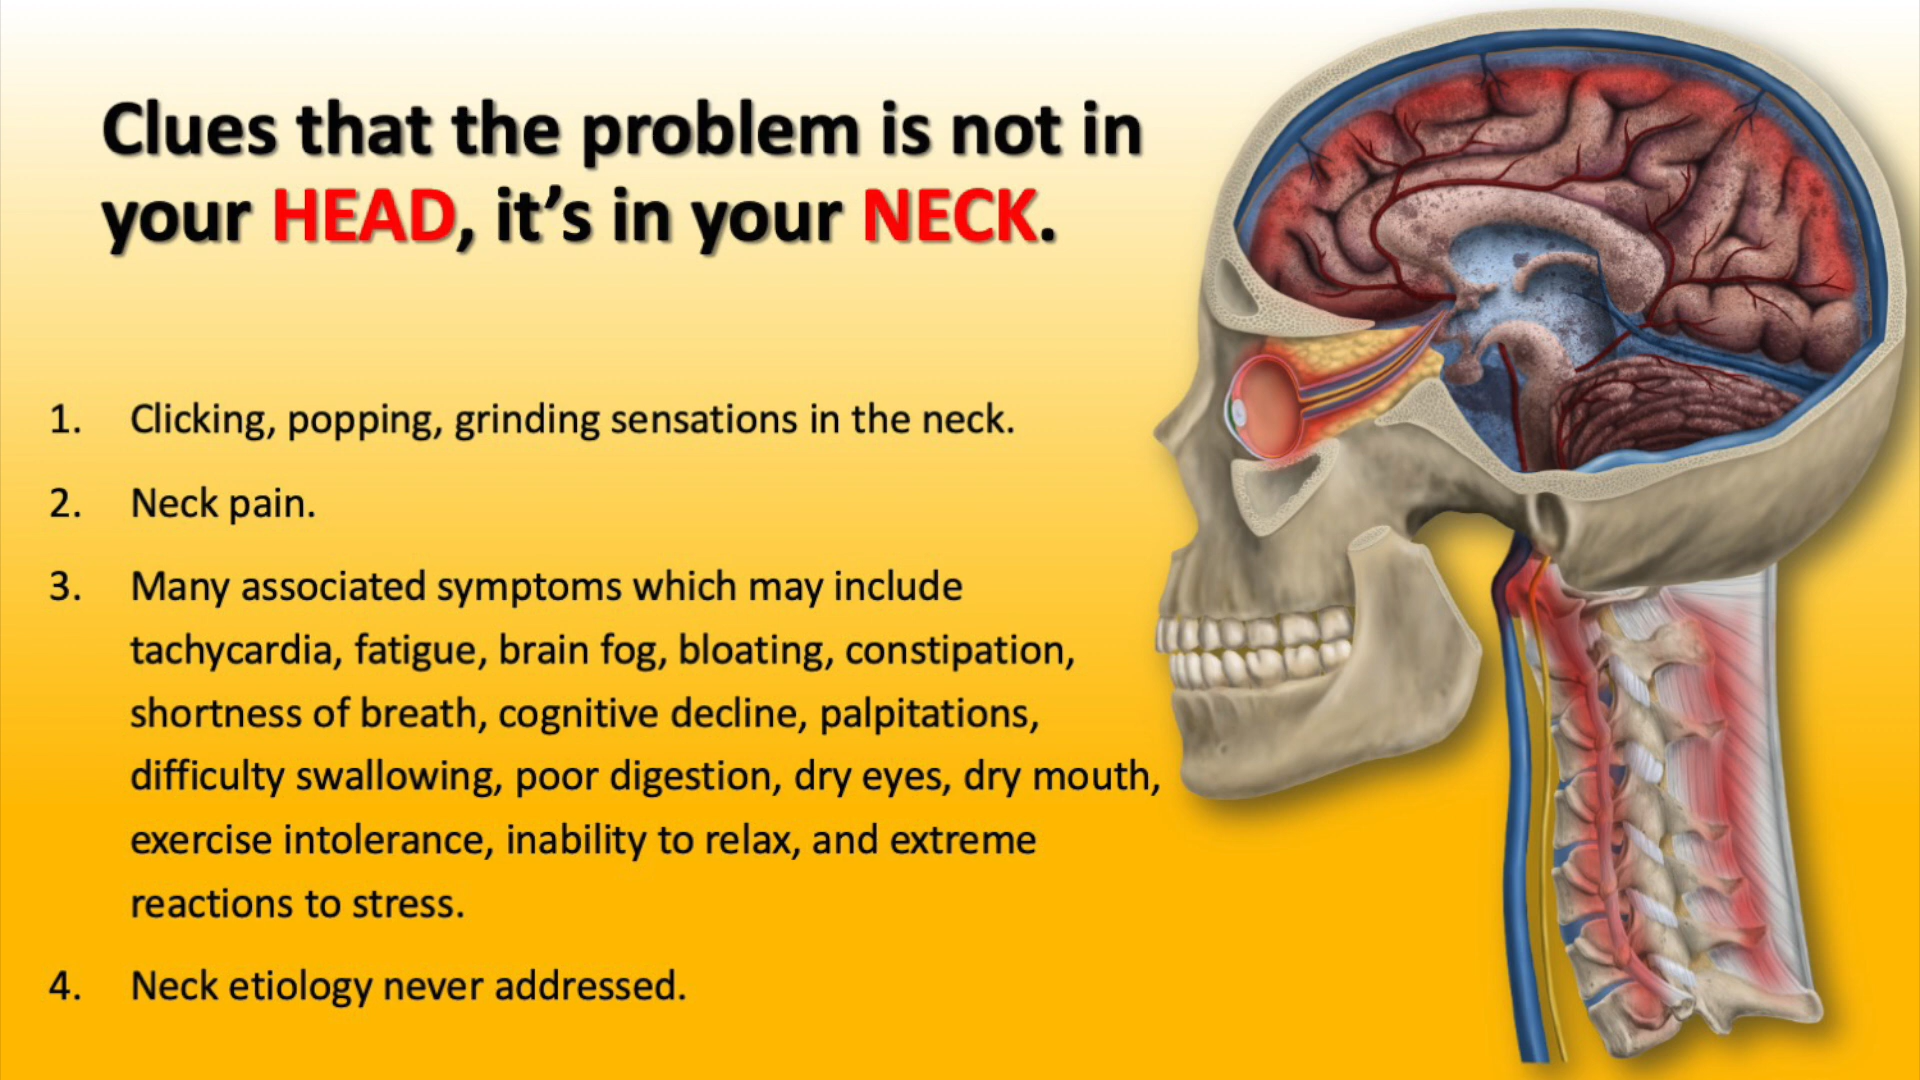 Clues that the problem is not in
your HEAD, it’s in your NECK.
1. Clicking, popping, grinding sensations in the neck.
2. Neck pain.
3. Many associated symptoms which may include
tachycardia, fatigue, brain fog, bloating, constipation,
shortness of breath, cognitive decline, palpitations,
difficulty swallowing, poor digestion, dry eyes, dry mouth,
exercise intolerance, inability to relax, and extreme
reactions to stress.
4. Neck etiology never addressed.